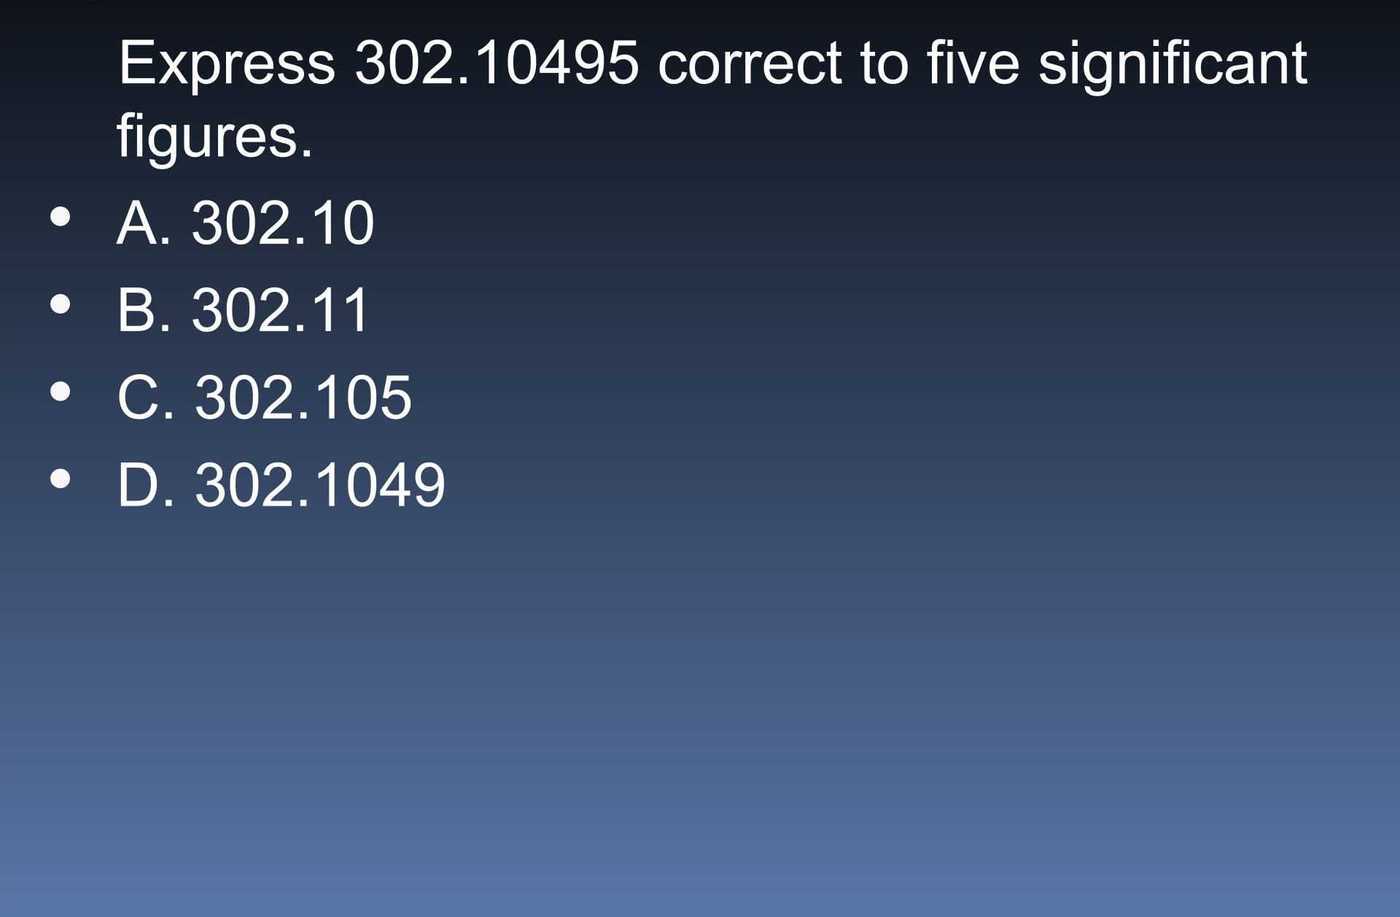 Express 302.10495 correct to five significant
figures.
• A. 302.10
• B. 302.11
• C. 302.105
• D. 302.1049